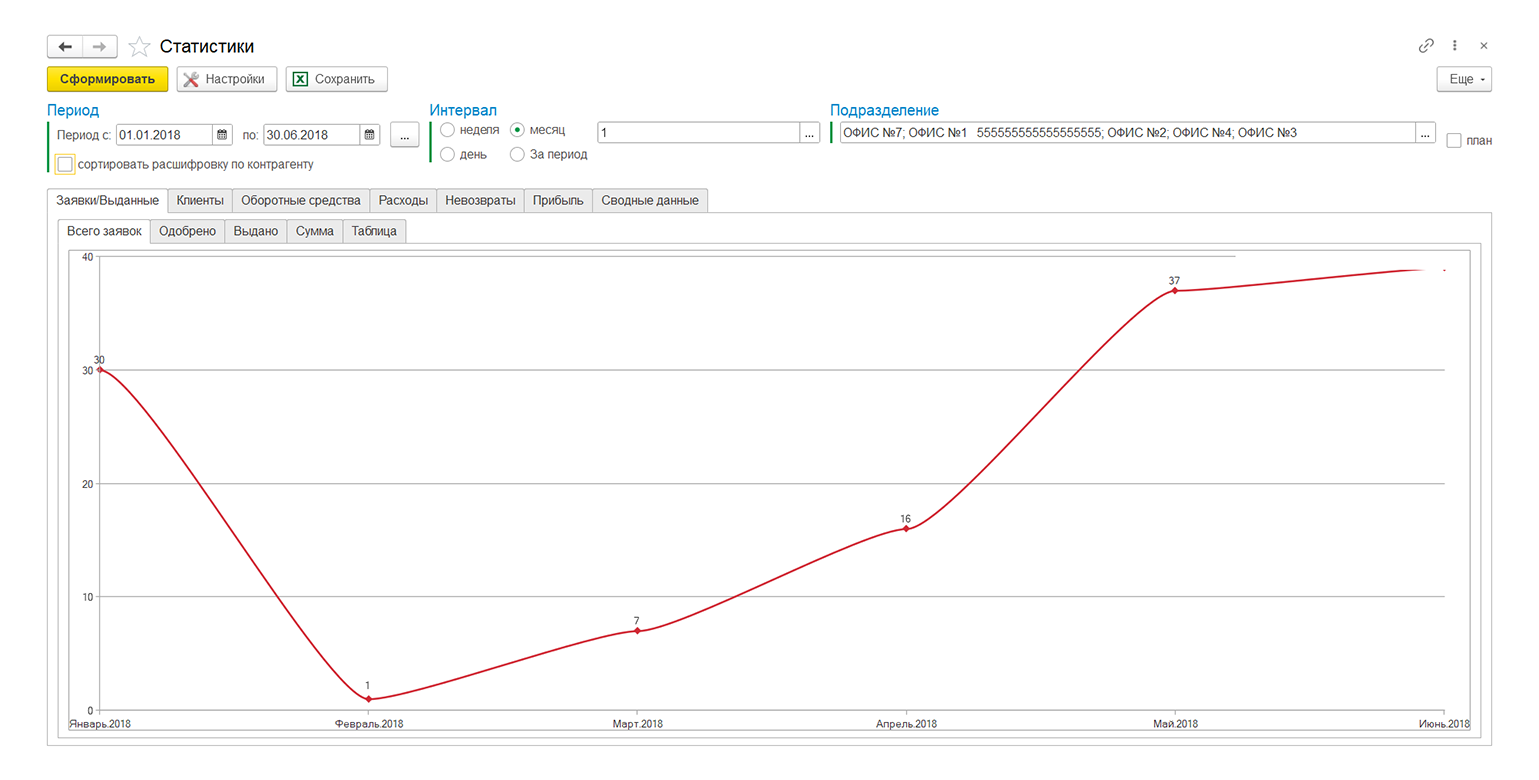 Статистики
Сформировать Настройки Сохранить Еще
Период Интервал Подразделение
Период с: 01.01.2018 по: 30.06.2018 ... неделя месяц 1 ... ОФИС №7; ОФИС №1 555555555555555555; ОФИС №2; ОФИС №4; ОФИС №3 ... план
сортировать расшифровку по контрагенту день За период
Заявки/Выданные Клиенты Оборотные средства Расходы Невозвраты Прибыль Сводные данные
Всего заявок Одобрено Выдано Сумма Таблица
40
37
30
30
20
16
10
7
1
0
Январь.2018 Февраль.2018 Март.2018 Апрель.2018 Май.2018 Июнь.2018